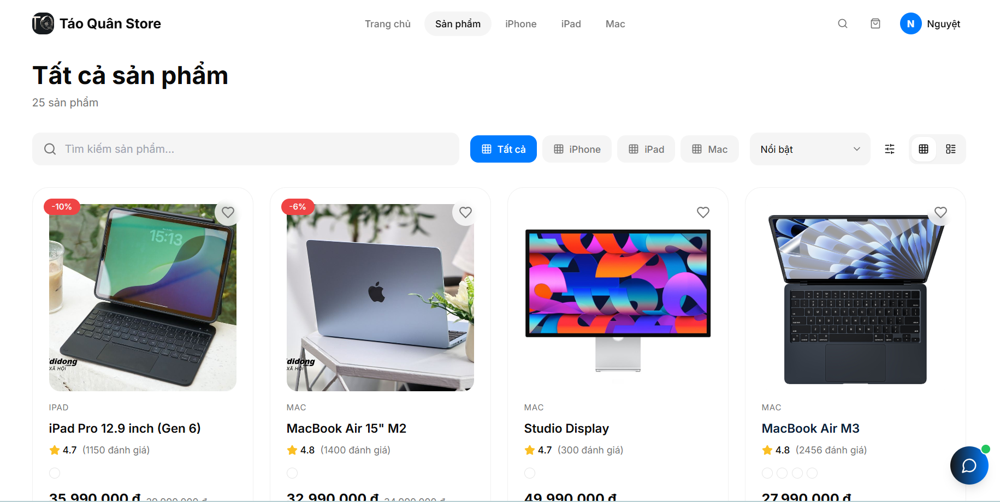 TQ Táo Quân Store
Trang chủ
Sản phẩm
iPhone
iPad
Mac
N Nguyệt
Tất cả sản phẩm
25 sản phẩm
Tìm kiếm sản phẩm...
Tất cả
iPhone
iPad
Mac
Nổi bật
-10%
-6%
15:13
didong
.com
XÃ HỘI
didong
.com
XÃ HỘI
IPAD
MAC
MAC
MAC
iPad Pro 12.9 inch (Gen 6)
MacBook Air 15" M2
Studio Display
MacBook Air M3
4.7 (1150 đánh giá)
4.8 (1400 đánh giá)
4.7 (300 đánh giá)
4.8 (2456 đánh giá)
35.990.000 đ
32.990.000 đ
49.990.000 đ
27.990.000 đ